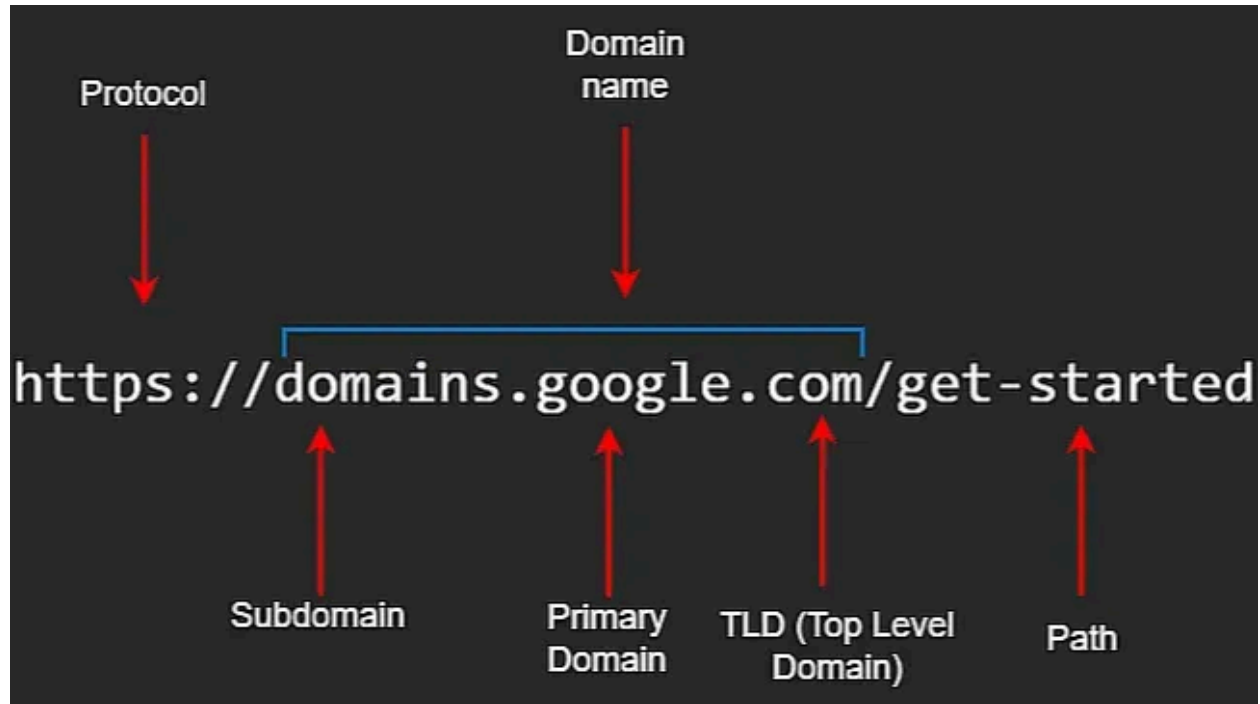 Domain
name
Protocol
https://domains.google.com/get-started
Subdomain
Primary
Domain
TLD (Top Level
Domain)
Path